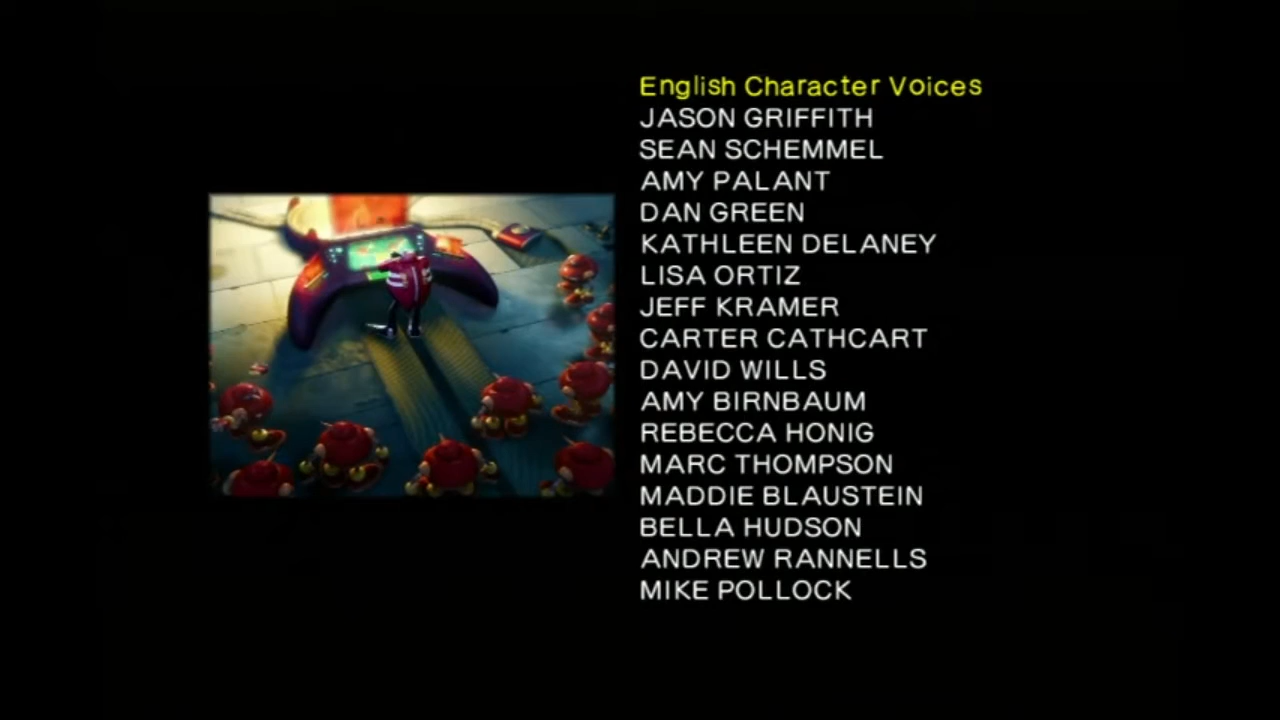 English Character Voices
JASON GRIFFITH
SEAN SCHEMMEL
AMY PALANT
DAN GREEN
KATHLEEN DELANEY
LISA ORTIZ
JEFF KRAMER
CARTER CATHCART
DAVID WILLS
AMY BIRNBAUM
REBECCA HONIG
MARC THOMPSON
MADDIE BLAUSTEIN
BELLA HUDSON
ANDREW RANNELLS
MIKE POLLOCK